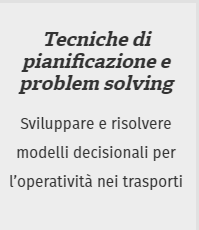 Tecniche di
pianificazione e
problem solving
Sviluppare e risolvere
modelli decisionali per
l'operatività nei trasporti